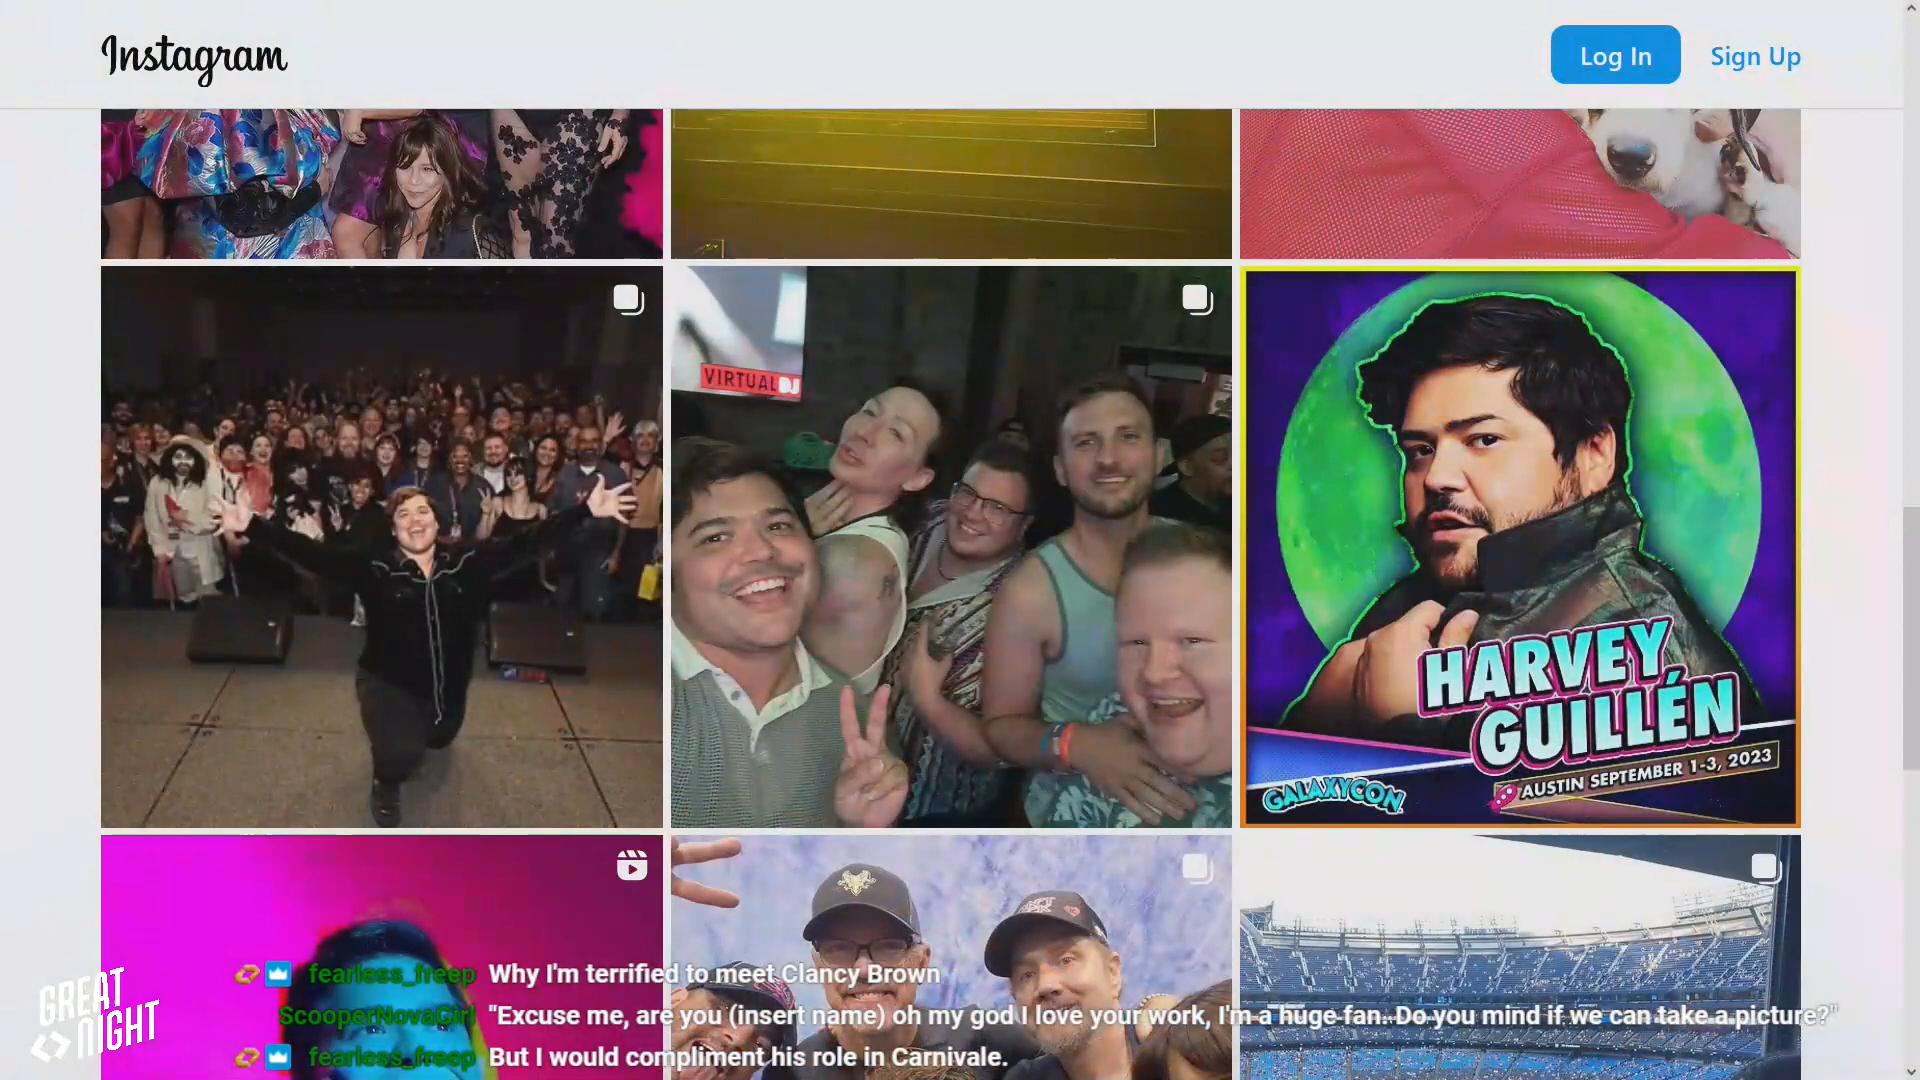 Instagram
Log In
Sign Up
VIRTUAL DJ
HARVEY
GUILLÉN
GALAXYCON
AUSTIN SEPTEMBER 1-3, 2023
fearless_freep Why I'm terrified to meet Clancy Brown
ScooperNovaGirl "Excuse me, are you (insert name) oh my god I love your work, I'm a huge fan. Do you mind if we can take a picture?"
fearless_freep But I would compliment his role in Carnivale.
GREAT
NIGHT